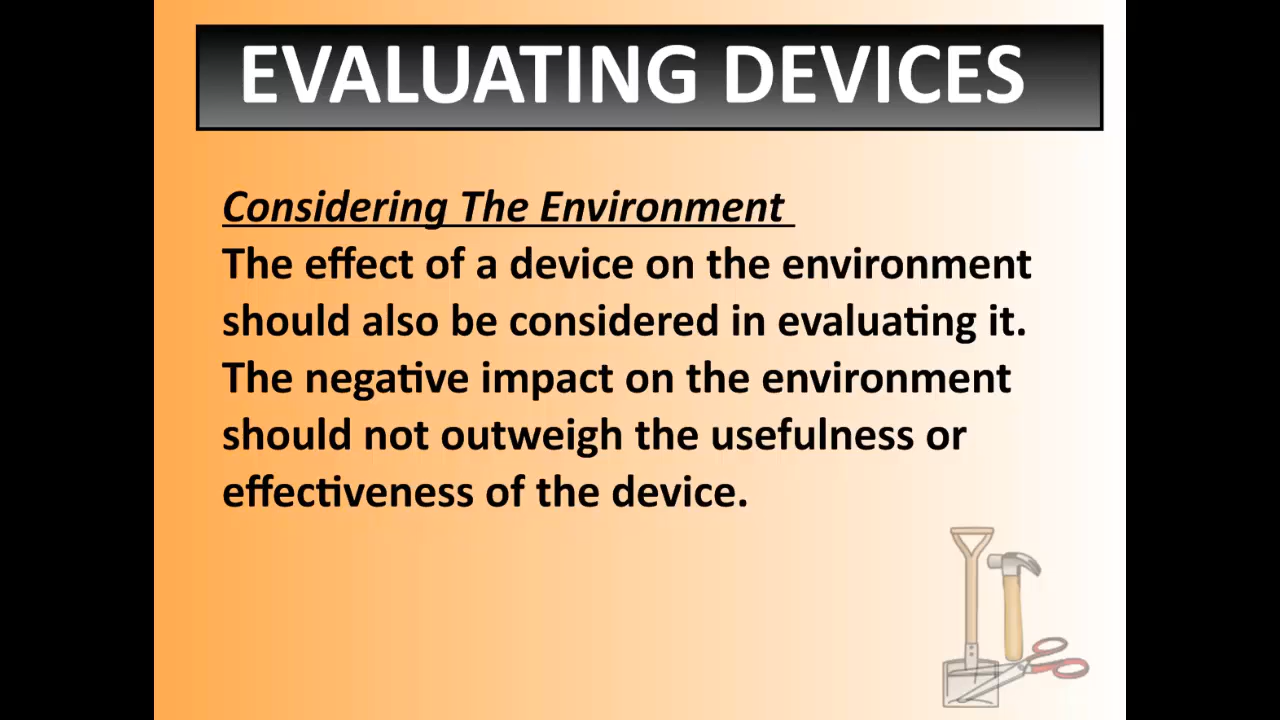 EVALUATING DEVICES
Considering The Environment
The effect of a device on the environment
should also be considered in evaluating it.
The negative impact on the environment
should not outweigh the usefulness or
effectiveness of the device.